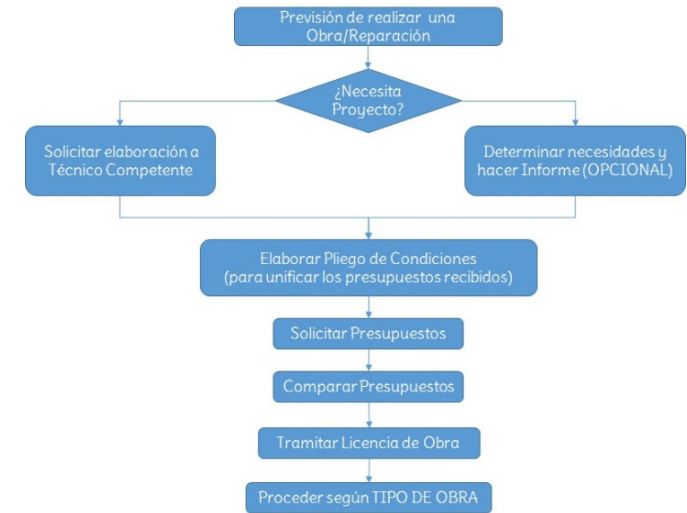 Previsión de realizar una
Obra/Reparación
¿Necesita
Proyecto?
Solicitar elaboración a
Técnico Competente
Determinar necesidades y
hacer Informe (OPCIONAL)
Elaborar Pliego de Condiciones
(para unificar los presupuestos recibidos)
Solicitar Presupuestos
Comparar Presupuestos
Tramitar Licencia de Obra
Proceder según TIPO DE OBRA